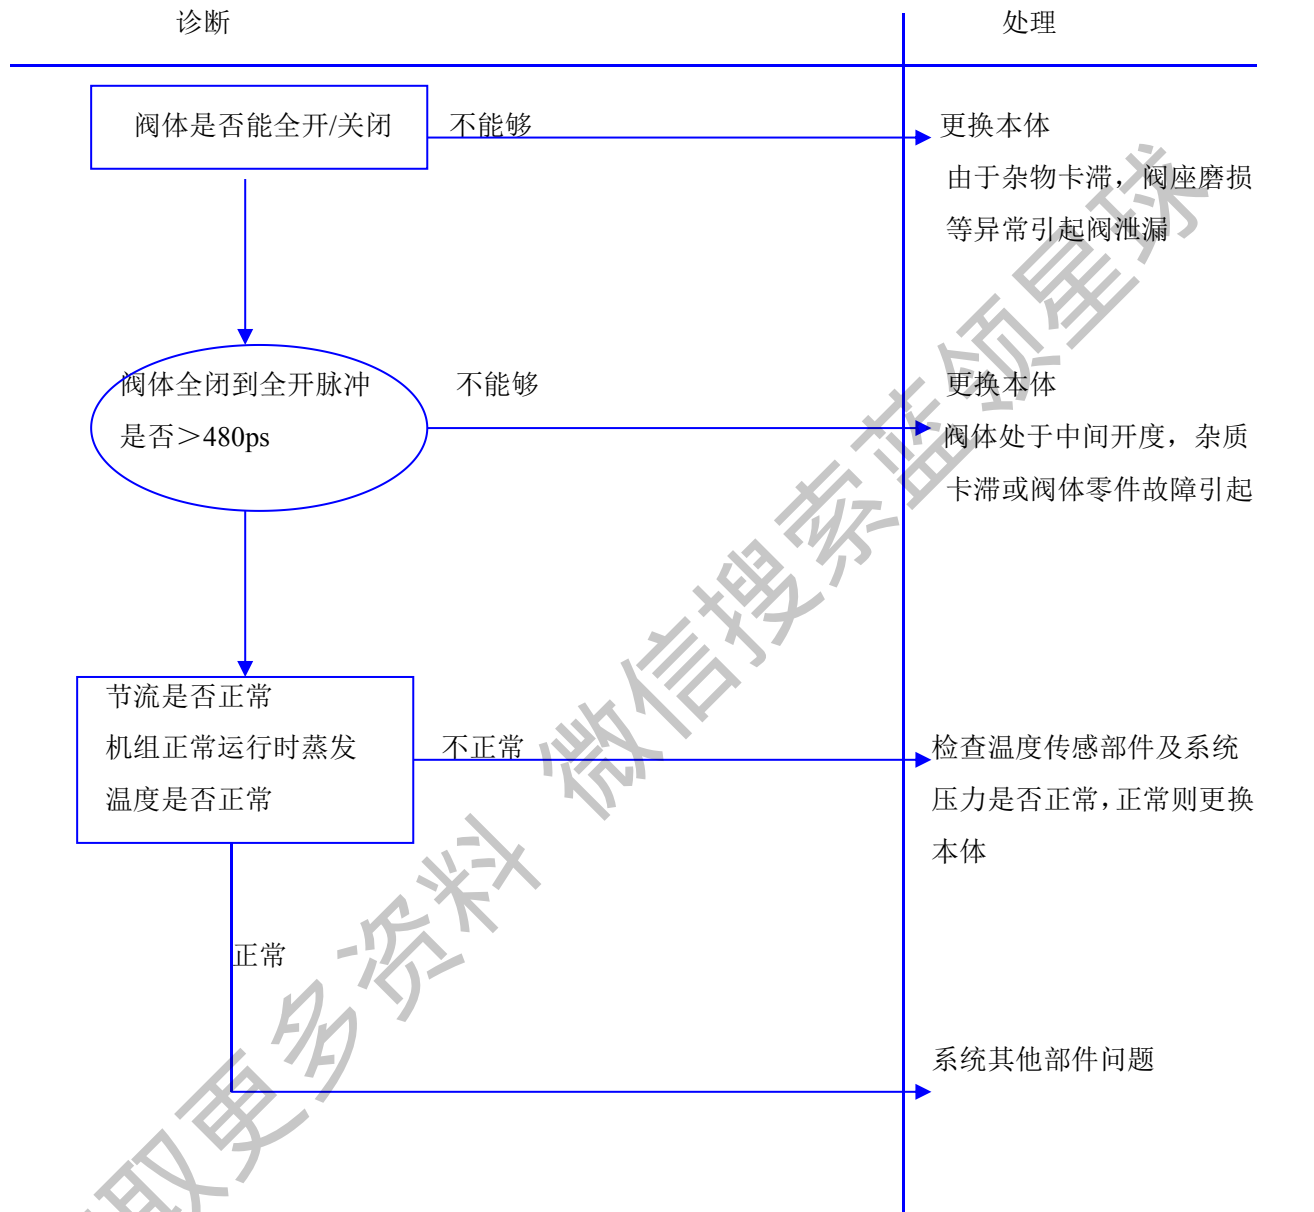 诊断
处理
阀体是否能全开/关闭
不能够
更换本体
由于杂物卡滞，阀座磨损
等异常引起阀泄漏
阀体全闭到全开脉冲
是否＞480ps
不能够
更换本体
阀体处于中间开度，杂质
卡滞或阀体零件故障引起
节流是否正常
机组正常运行时蒸发
温度是否正常
不正常
检查温度传感部件及系统
压力是否正常，正常则更换
本体
正常
系统其他部件问题
取更多资料 微信搜索蓝领星球